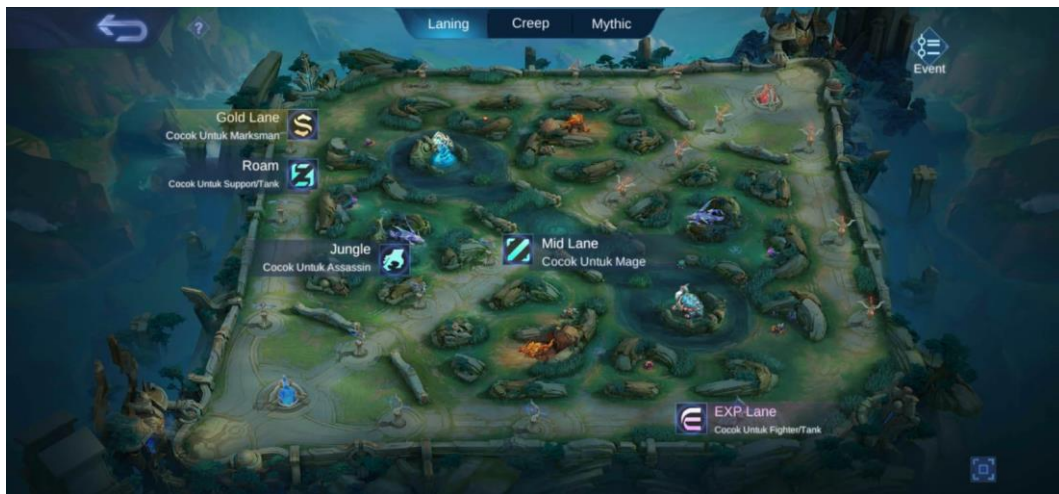 Laning
Creep
Mythic
?
Event
Gold Lane
Cocok Untuk Marksman
Roam
Cocok Untuk Support/Tank
Jungle
Cocok Untuk Assassin
Mid Lane
Cocok Untuk Mage
EXP Lane
Cocok Untuk Fighter/Tank